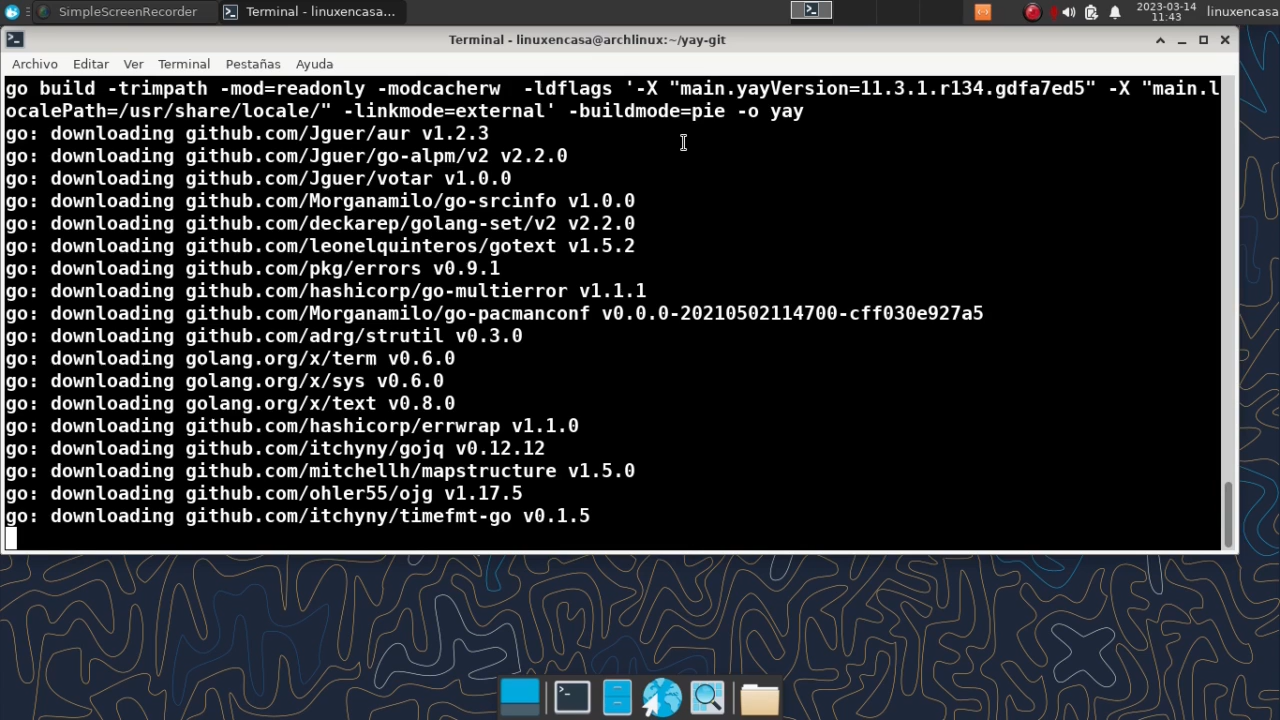 SimpleScreenRecorder
Terminal - linuxencasa...
2023-03-14
11:43
linuxencasa
Terminal - linuxencasa@archlinux:~/yay-git
Archivo Editar Ver Terminal Pestañas Ayuda
go build -trimpath -mod=readonly -modcacherw  -ldflags '-X "main.yayVersion=11.3.1.r134.gdfa7ed5" -X "main.l
ocalePath=/usr/share/locale/" -linkmode=external' -buildmode=pie -o yay
go: downloading github.com/Jguer/aur v1.2.3
go: downloading github.com/Jguer/go-alpm/v2 v2.2.0
go: downloading github.com/Jguer/votar v1.0.0
go: downloading github.com/Morganamilo/go-srcinfo v1.0.0
go: downloading github.com/deckarep/golang-set/v2 v2.2.0
go: downloading github.com/leonelquinteros/gotext v1.5.2
go: downloading github.com/pkg/errors v0.9.1
go: downloading github.com/hashicorp/go-multierror v1.1.1
go: downloading github.com/Morganamilo/go-pacmanconf v0.0.0-20210502114700-cff030e927a5
go: downloading github.com/adrg/strutil v0.3.0
go: downloading golang.org/x/term v0.6.0
go: downloading golang.org/x/sys v0.6.0
go: downloading golang.org/x/text v0.8.0
go: downloading github.com/hashicorp/errwrap v1.1.0
go: downloading github.com/itchyny/gojq v0.12.12
go: downloading github.com/mitchellh/mapstructure v1.5.0
go: downloading github.com/ohler55/ojg v1.17.5
go: downloading github.com/itchyny/timefmt-go v0.1.5